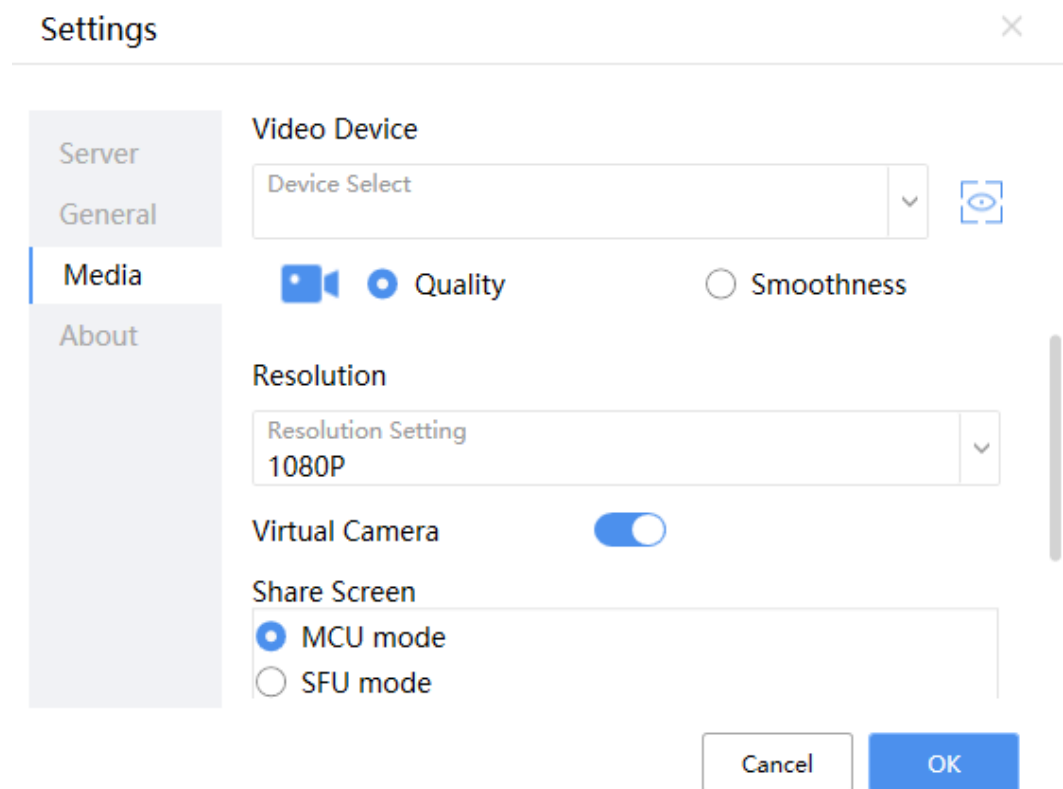 Settings
Server
General
Media
About
Video Device
Device Select
Quality
Smoothness
Resolution
Resolution Setting
1080P
Virtual Camera
Share Screen
MCU mode
SFU mode
Cancel
OK